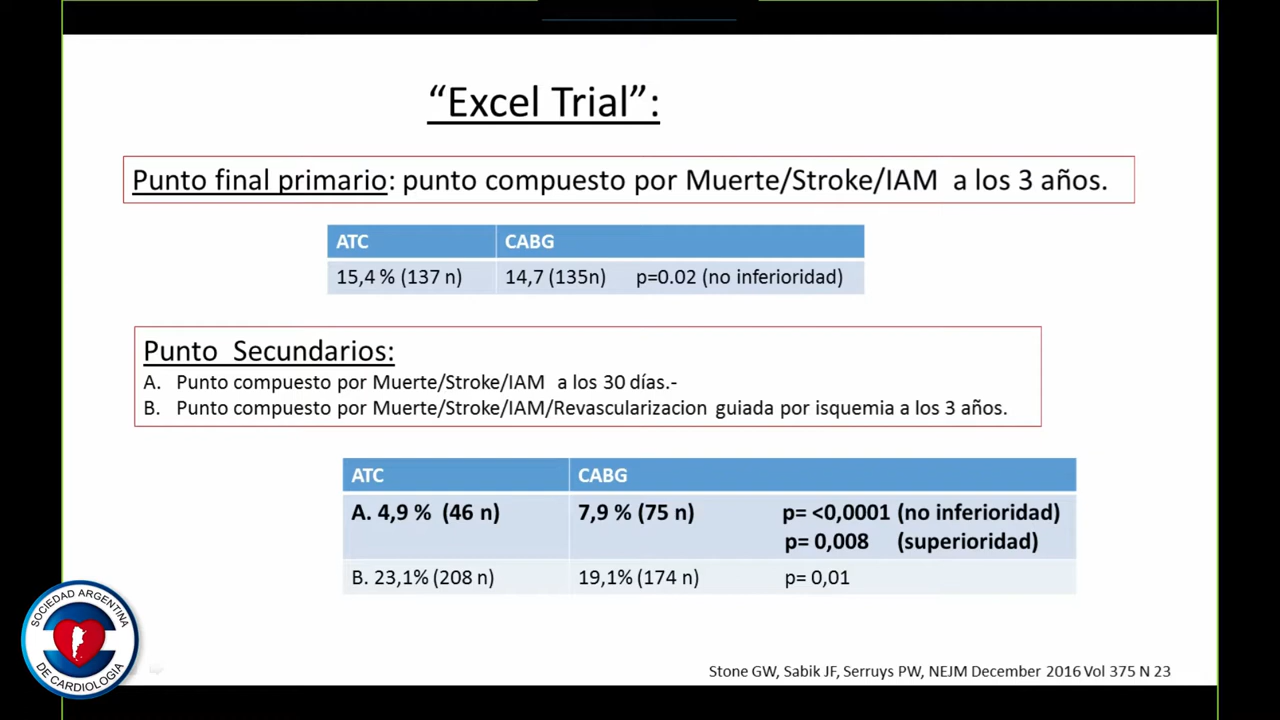 “Excel Trial”:
Punto final primario: punto compuesto por Muerte/Stroke/IAM a los 3 años.
ATC CABG
15,4 % (137 n) 14,7 (135n) p=0.02 (no inferioridad)
Punto Secundarios:
A. Punto compuesto por Muerte/Stroke/IAM a los 30 días.-
B. Punto compuesto por Muerte/Stroke/IAM/Revascularizacion guiada por isquemia a los 3 años.
ATC CABG
A. 4,9 % (46 n) 7,9 % (75 n) p= <0,0001 (no inferioridad)
p= 0,008 (superioridad)
B. 23,1% (208 n) 19,1% (174 n) p= 0,01
SOCIEDAD ARGENTINA
DE CARDIOLOGIA
Stone GW, Sabik JF, Serruys PW, NEJM December 2016 Vol 375 N 23